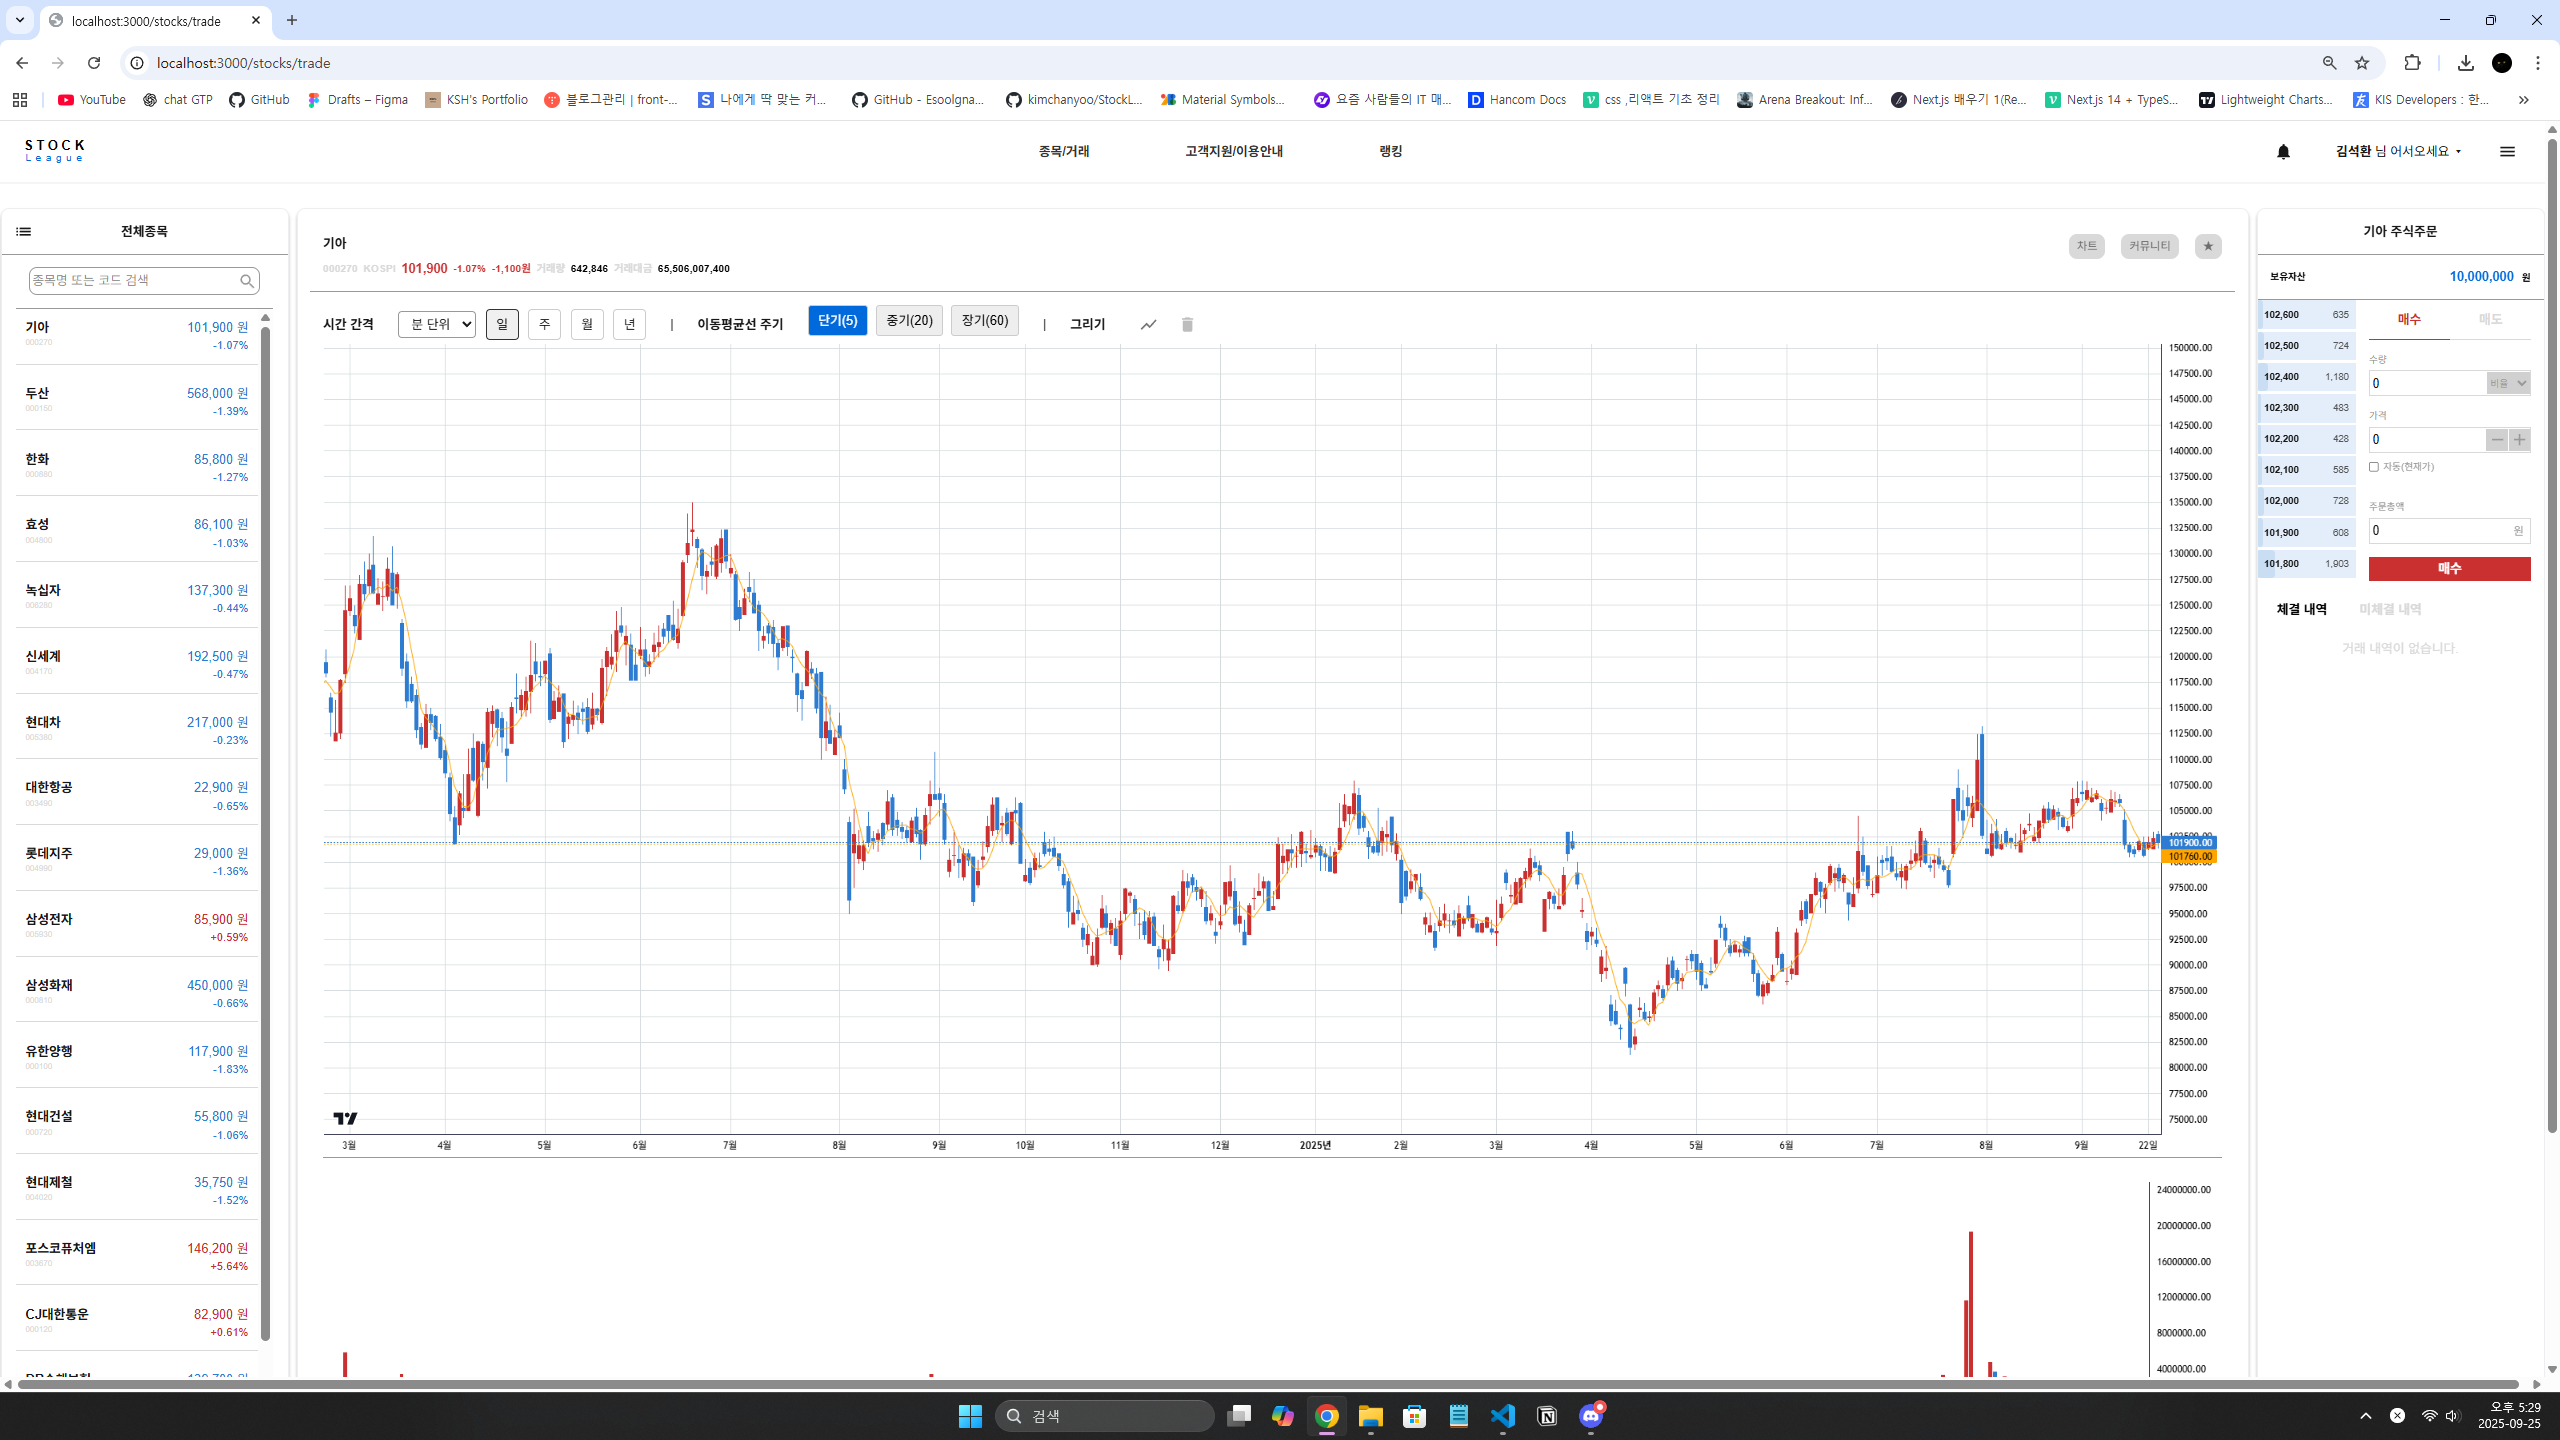 localhost:3000/stocks/trade
localhost:3000/stocks/trade
YouTube
chat GTP
GitHub
Drafts – Figma
KSH's Portfolio
블로그관리 | front-...
나에게 딱 맞는 커...
GitHub - Esoolgna...
kimchanyoo/StockL...
Material Symbols...
요즘 사람들의 IT 매...
Hancom Docs
css ,리액트 기초 정리
Arena Breakout: Inf...
Next.js 배우기 1(Re...
Next.js 14 + TypeS...
Lightweight Charts...
KIS Developers : 한...
STOCK
League
종목/거래
고객지원/이용안내
랭킹
김석환 님 어서오세요
전체종목
종목명 또는 코드 검색
기아 101,900 원
000270 -1.07%
두산 568,000 원
000150 -1.39%
한화 85,800 원
000880 -1.27%
효성 86,100 원
004800 -1.03%
녹십자 137,300 원
006280 -0.44%
신세계 192,500 원
004170 -0.47%
현대차 217,000 원
005380 -0.23%
대한항공 22,900 원
003490 -0.65%
롯데지주 29,000 원
004990 -1.36%
삼성전자 85,900 원
005930 +0.59%
삼성화재 450,000 원
000810 -0.66%
유한양행 117,900 원
000100 -1.83%
현대건설 55,800 원
000720 -1.06%
현대제철 35,750 원
004020 -1.52%
포스코퓨처엠 146,200 원
003670 +5.64%
CJ대한통운 82,900 원
000120 +0.61%
기아
000270 KOSPI 101,900 -1.07% -1,100원 거래량 642,846 거래대금 65,506,007,400
차트
커뮤니티
★
시간 간격
분 단위
일
주
월
년
|
이동평균선 주기
단기(5)
중기(20)
장기(60)
|
그리기
150000.00
147500.00
145000.00
142500.00
140000.00
137500.00
135000.00
132500.00
130000.00
127500.00
125000.00
122500.00
120000.00
117500.00
115000.00
112500.00
110000.00
107500.00
105000.00
101900.00
101760.00
97500.00
95000.00
92500.00
90000.00
87500.00
85000.00
82500.00
80000.00
77500.00
75000.00
3월 4월 5월 6월 7월 8월 9월 10월 11월 12월 2025년 2월 3월 4월 5월 6월 7월 8월 9월 22일
24000000.00
20000000.00
16000000.00
12000000.00
8000000.00
4000000.00
기아 주식주문
보유자산 10,000,000 원
102,600 635
102,500 724
102,400 1,180
102,300 483
102,200 428
102,100 585
102,000 728
101,900 608
101,800 1,903
매수 매도
수량
0
비율
가격
0
자동(현재가)
주문총액
0 원
매수
체결 내역 미체결 내역
거래 내역이 없습니다.
검색
오후 5:29
2025-09-25